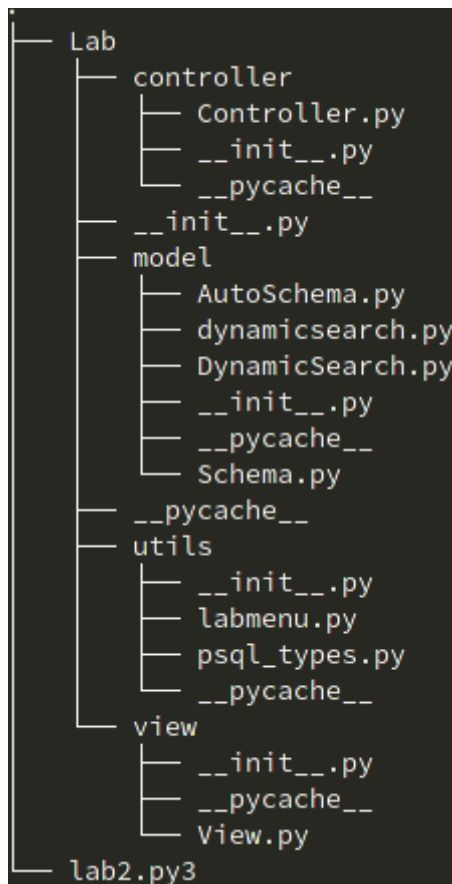 .
Lab
controller
Controller.py
__init__.py
__pycache__
__init__.py
model
AutoSchema.py
dynamicsearch.py
DynamicSearch.py
__init__.py
__pycache__
Schema.py
__pycache__
utils
__init__.py
labmenu.py
psql_types.py
__pycache__
view
__init__.py
__pycache__
View.py
lab2.py3